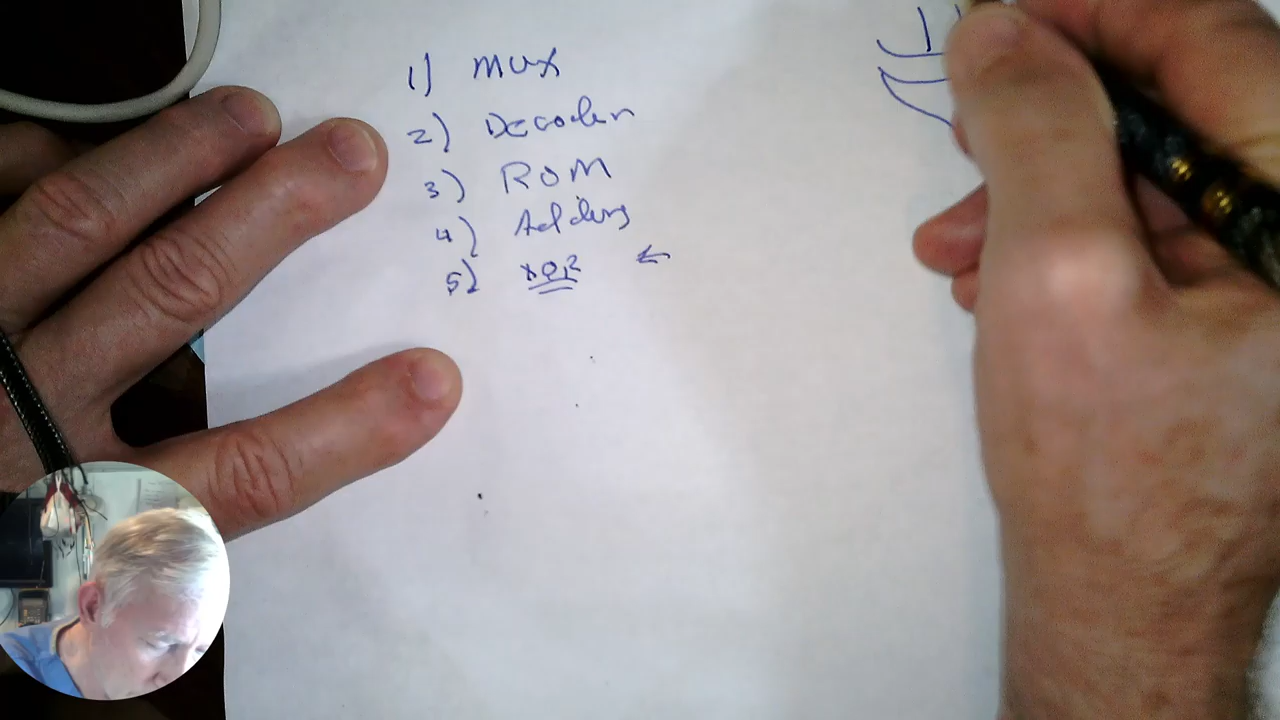 1) MUX
2) Decoder
3) ROM
4) Adders
5) XOR ←